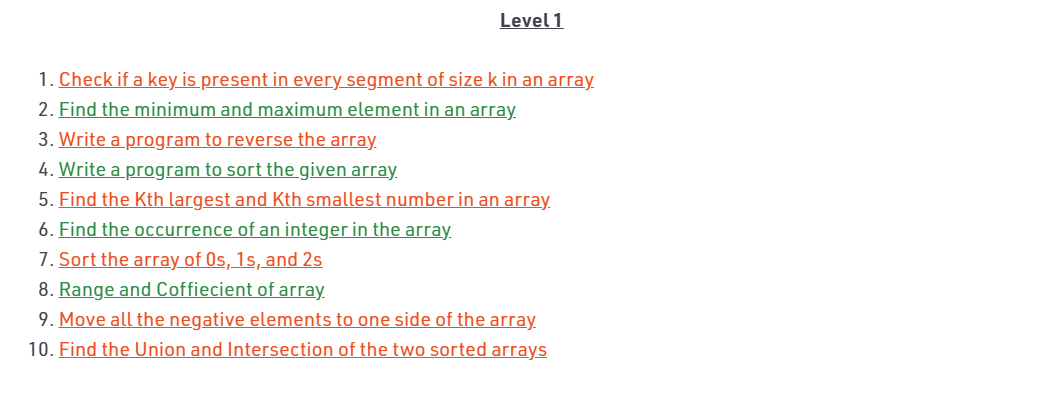 Level 1
1. Check if a key is present in every segment of size k in an array
2. Find the minimum and maximum element in an array
3. Write a program to reverse the array
4. Write a program to sort the given array
5. Find the Kth largest and Kth smallest number in an array
6. Find the occurrence of an integer in the array
7. Sort the array of 0s, 1s, and 2s
8. Range and Coffiecient of array
9. Move all the negative elements to one side of the array
10. Find the Union and Intersection of the two sorted arrays